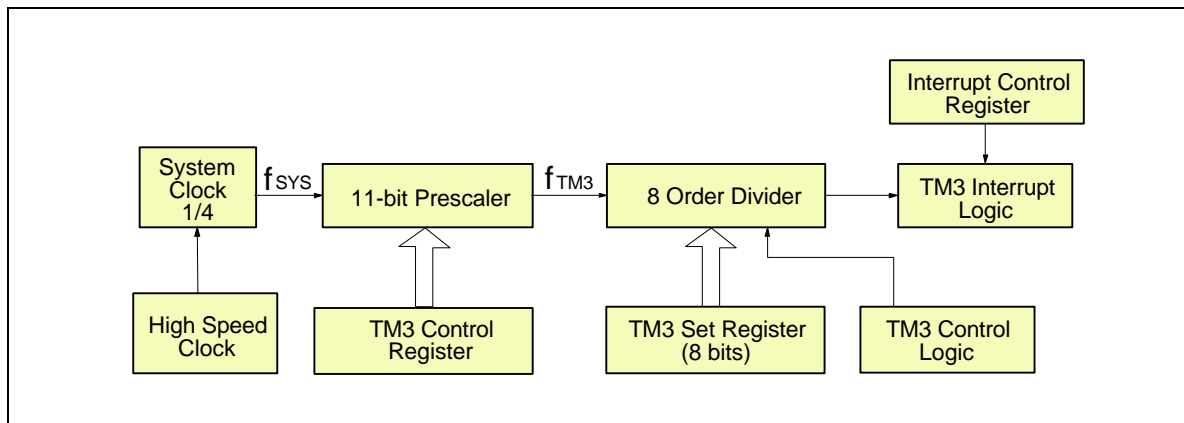 Interrupt Control
Register
System
Clock
1/4
fSYS
11-bit Prescaler
fTM3
8 Order Divider
TM3 Interrupt
Logic
High Speed
Clock
TM3 Control
Register
TM3 Set Register
(8 bits)
TM3 Control
Logic